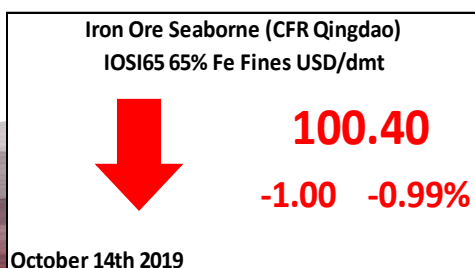 Iron Ore Seaborne (CFR Qingdao)
IOSI65 65% Fe Fines USD/dmt
100.40
-1.00 -0.99%
October 14th 2019